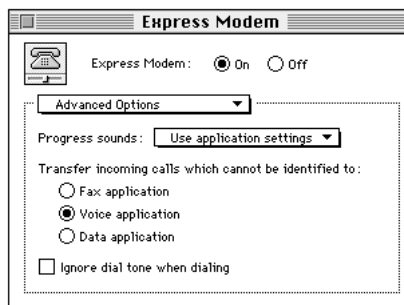 Express Modem
Express Modem: On Off
Advanced Options
Progress sounds: Use application settings
Transfer incoming calls which cannot be identified to:
Fax application
Voice application
Data application
Ignore dial tone when dialing